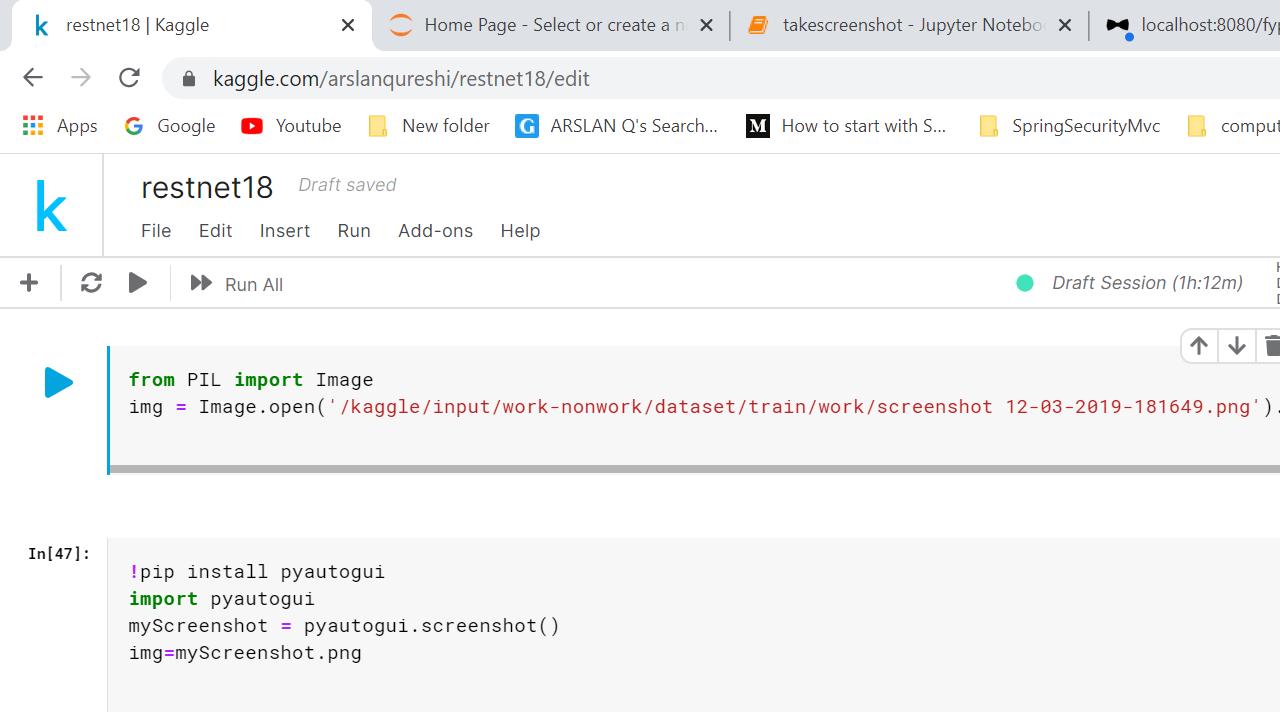 restnet18 | Kaggle
Home Page - Select or create a n
takescreenshot - Jupyter Notebo
localhost:8080/fyp
kaggle.com/arslanqureshi/restnet18/edit
Apps
Google
YouTube
New folder
ARSLAN Q's Search...
M How to start with S...
SpringSecurityMvc
comput
k
restnet18 Draft saved
File Edit Insert Run Add-ons Help
Run All
Draft Session (1h:12m)
from PIL import Image
img = Image.open('/kaggle/input/work-nonwork/dataset/train/work/screenshot 12-03-2019-181649.png').
In[47]:
!pip install pyautogui
import pyautogui
myScreenshot = pyautogui.screenshot()
img=myScreenshot.png